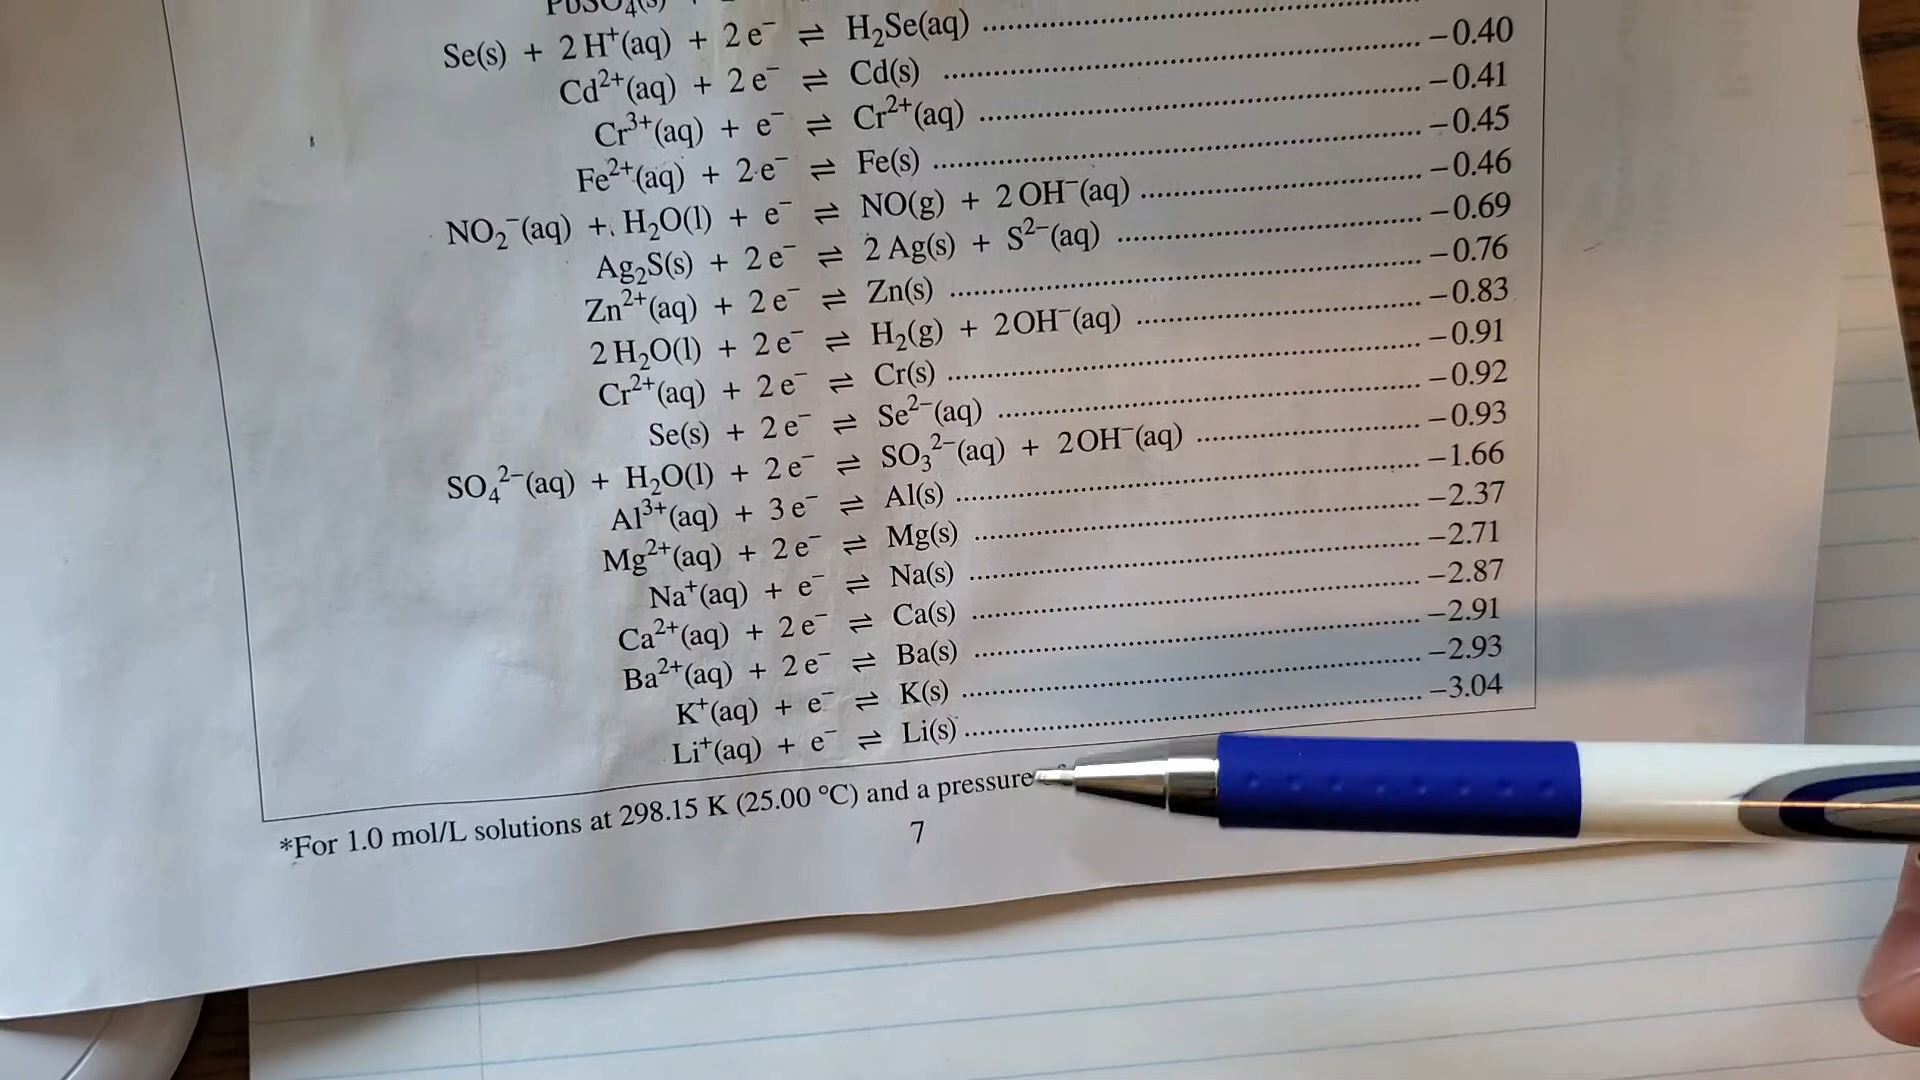 PbSO₄(s) +
Se(s) + 2 H⁺(aq) + 2 e⁻ ⇌ H₂Se(aq) ........................
Cd²⁺(aq) + 2 e⁻ ⇌ Cd(s) ........................ −0.40
Cr³⁺(aq) + e⁻ ⇌ Cr²⁺(aq) ........................ −0.41
Fe²⁺(aq) + 2 e⁻ ⇌ Fe(s) ........................ −0.45
NO₂⁻(aq) + H₂O(l) + e⁻ ⇌ NO(g) + 2 OH⁻(aq) ........................ −0.46
Ag₂S(s) + 2 e⁻ ⇌ 2 Ag(s) + S²⁻(aq) ........................ −0.69
Zn²⁺(aq) + 2 e⁻ ⇌ Zn(s) ........................ −0.76
2 H₂O(l) + 2 e⁻ ⇌ H₂(g) + 2 OH⁻(aq) ........................ −0.83
Cr²⁺(aq) + 2 e⁻ ⇌ Cr(s) ........................ −0.91
Se(s) + 2 e⁻ ⇌ Se²⁻(aq) ........................ −0.92
SO₄²⁻(aq) + H₂O(l) + 2 e⁻ ⇌ SO₃²⁻(aq) + 2 OH⁻(aq) ........................ −0.93
Al³⁺(aq) + 3 e⁻ ⇌ Al(s) ........................ −1.66
Mg²⁺(aq) + 2 e⁻ ⇌ Mg(s) ........................ −2.37
Na⁺(aq) + e⁻ ⇌ Na(s) ........................ −2.71
Ca²⁺(aq) + 2 e⁻ ⇌ Ca(s) ........................ −2.87
Ba²⁺(aq) + 2 e⁻ ⇌ Ba(s) ........................ −2.91
K⁺(aq) + e⁻ ⇌ K(s) ........................ −2.93
Li⁺(aq) + e⁻ ⇌ Li(s) ........................ −3.04
*For 1.0 mol/L solutions at 298.15 K (25.00 °C) and a pressure
7